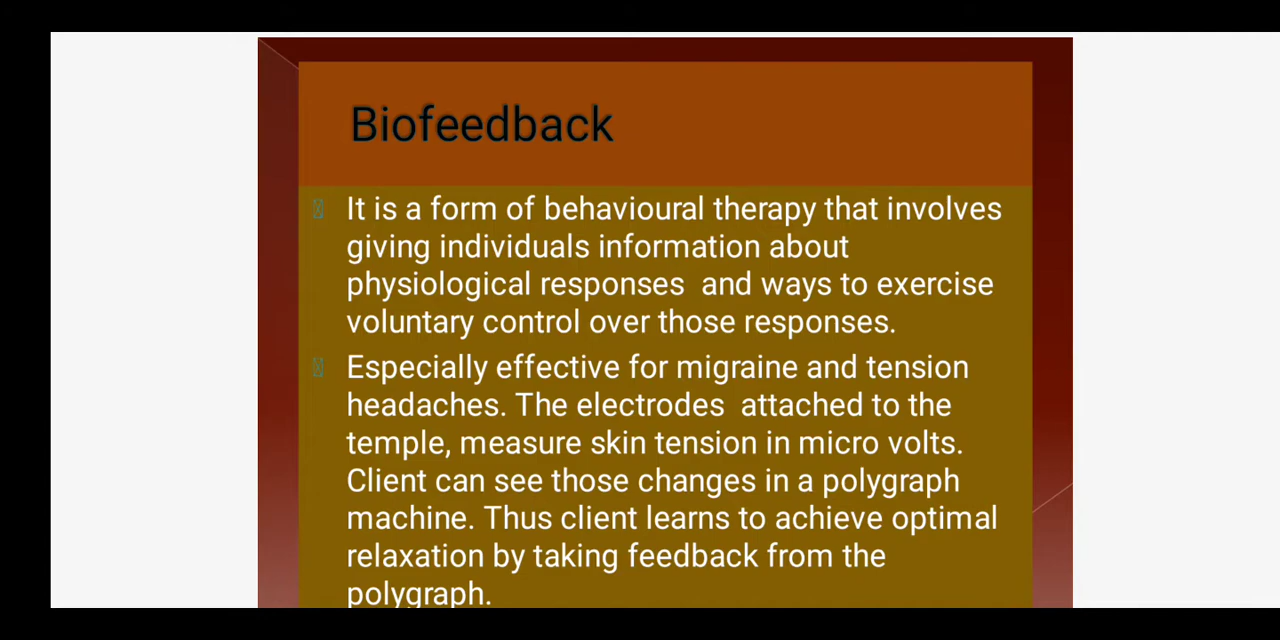 Biofeedback
It is a form of behavioural therapy that involves
giving individuals information about
physiological responses  and ways to exercise
voluntary control over those responses.
Especially effective for migraine and tension
headaches. The electrodes  attached to the
temple, measure skin tension in micro volts.
Client can see those changes in a polygraph
machine. Thus client learns to achieve optimal
relaxation by taking feedback from the
polygraph.